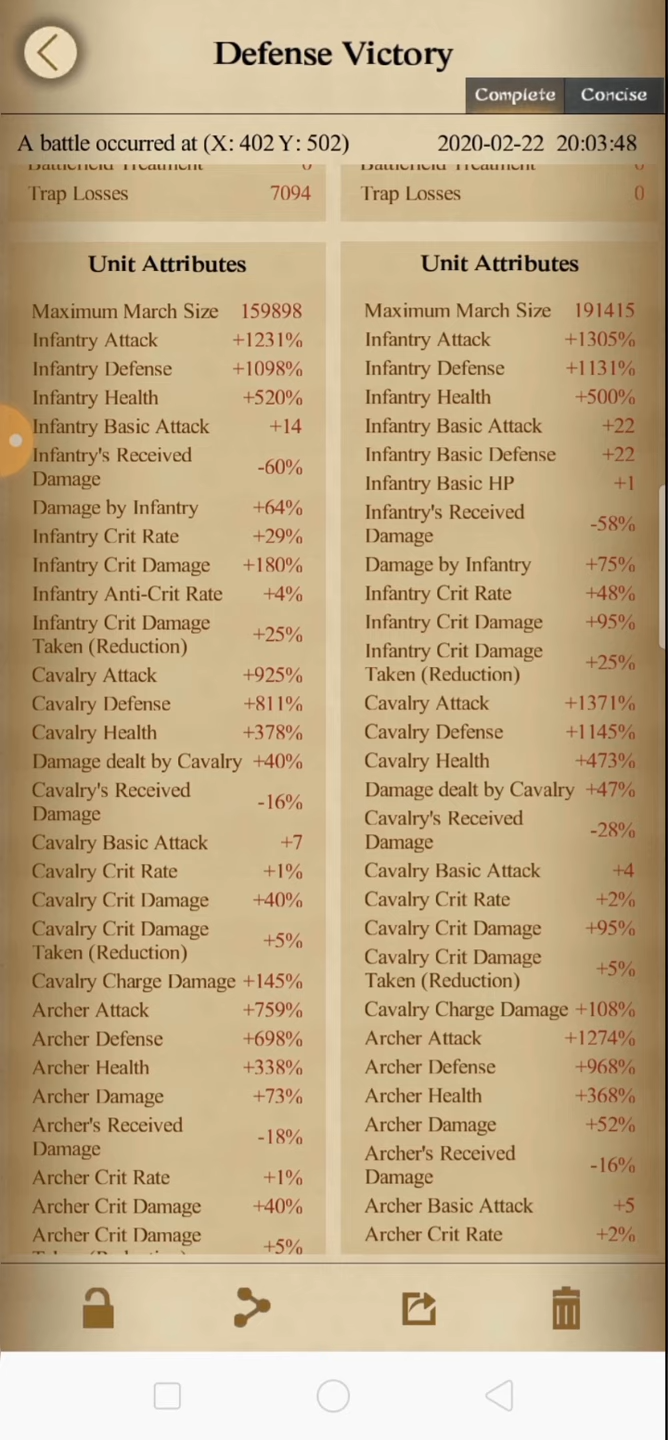 Defense Victory
Complete
Concise
A battle occurred at (X: 402 Y: 502)
2020-02-22 20:03:48
Battlefield Treatment 0
Trap Losses 7094
Unit Attributes
Maximum March Size 159898
Infantry Attack +1231%
Infantry Defense +1098%
Infantry Health +520%
Infantry Basic Attack +14
Infantry's Received
Damage -60%
Damage by Infantry +64%
Infantry Crit Rate +29%
Infantry Crit Damage +180%
Infantry Anti-Crit Rate +4%
Infantry Crit Damage
Taken (Reduction) +25%
Cavalry Attack +925%
Cavalry Defense +811%
Cavalry Health +378%
Damage dealt by Cavalry +40%
Cavalry's Received
Damage -16%
Cavalry Basic Attack +7
Cavalry Crit Rate +1%
Cavalry Crit Damage +40%
Cavalry Crit Damage
Taken (Reduction) +5%
Cavalry Charge Damage +145%
Archer Attack +759%
Archer Defense +698%
Archer Health +338%
Archer Damage +73%
Archer's Received
Damage -18%
Archer Crit Rate +1%
Archer Crit Damage +40%
Archer Crit Damage
+5%
Battlefield Treatment 0
Trap Losses 0
Unit Attributes
Maximum March Size 191415
Infantry Attack +1305%
Infantry Defense +1131%
Infantry Health +500%
Infantry Basic Attack +22
Infantry Basic Defense +22
Infantry Basic HP +1
Infantry's Received
Damage -58%
Damage by Infantry +75%
Infantry Crit Rate +48%
Infantry Crit Damage +95%
Infantry Crit Damage
Taken (Reduction) +25%
Cavalry Attack +1371%
Cavalry Defense +1145%
Cavalry Health +473%
Damage dealt by Cavalry +47%
Cavalry's Received
Damage -28%
Cavalry Basic Attack +4
Cavalry Crit Rate +2%
Cavalry Crit Damage +95%
Cavalry Crit Damage
Taken (Reduction) +5%
Cavalry Charge Damage +108%
Archer Attack +1274%
Archer Defense +968%
Archer Health +368%
Archer Damage +52%
Archer's Received
Damage -16%
Archer Basic Attack +5
Archer Crit Rate +2%